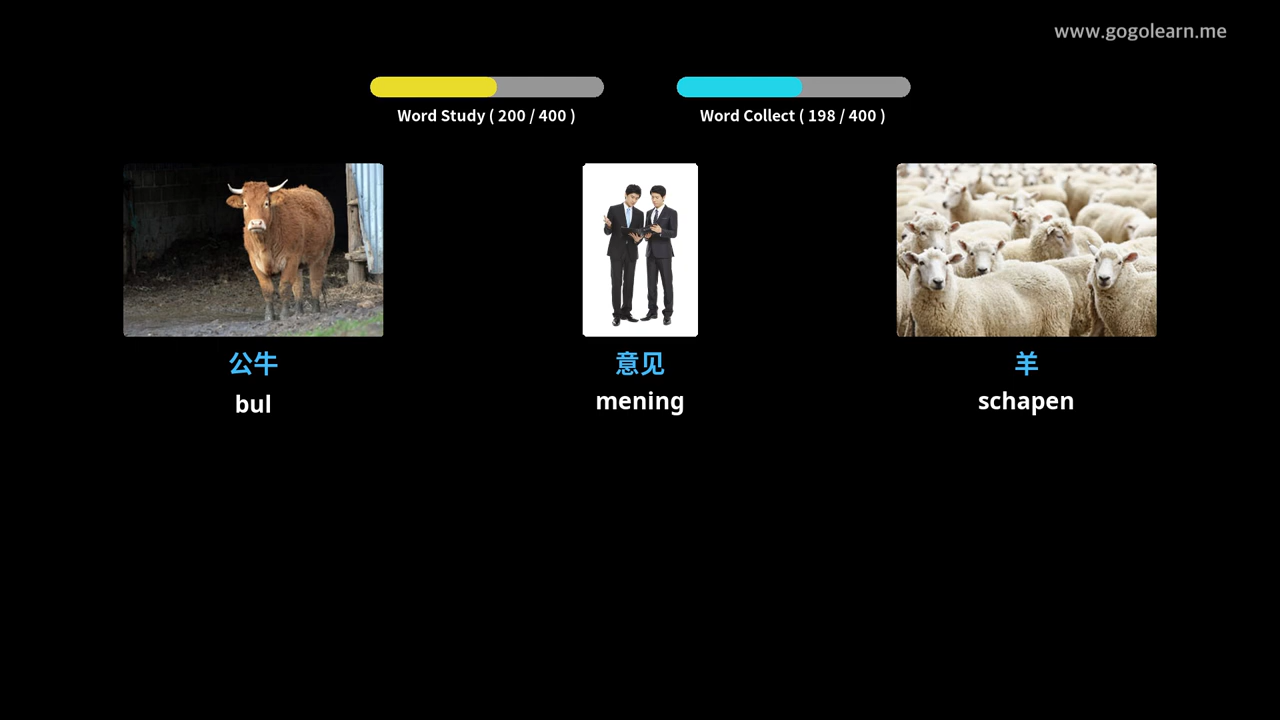 www.gogolearn.me
Word Study ( 200 / 400 )
Word Collect ( 198 / 400 )
公牛
bul
意见
mening
羊
schapen